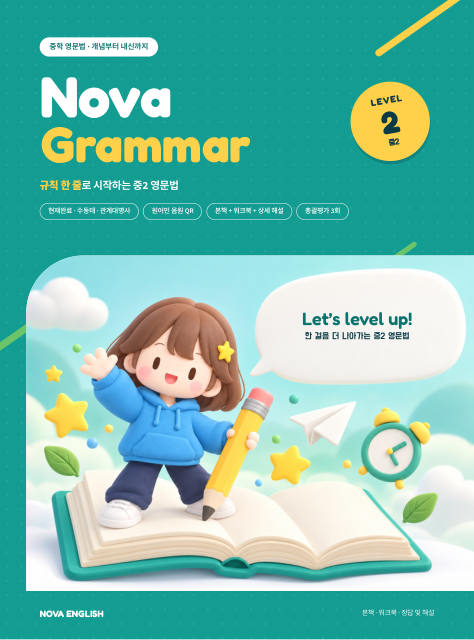 중학 영문법 · 개념부터 내신까지
Nova
Grammar
LEVEL
2
중2
규칙 한 줄로 시작하는 중2 영문법
현재완료 · 수동태 · 관계대명사
원어민 음원 QR
본책 + 워크북 + 상세 해설
총괄평가 3회
Let's level up!
한 걸음 더 나아가는 중2 영문법
NOVA ENGLISH
본책 · 워크북 · 정답 및 해설